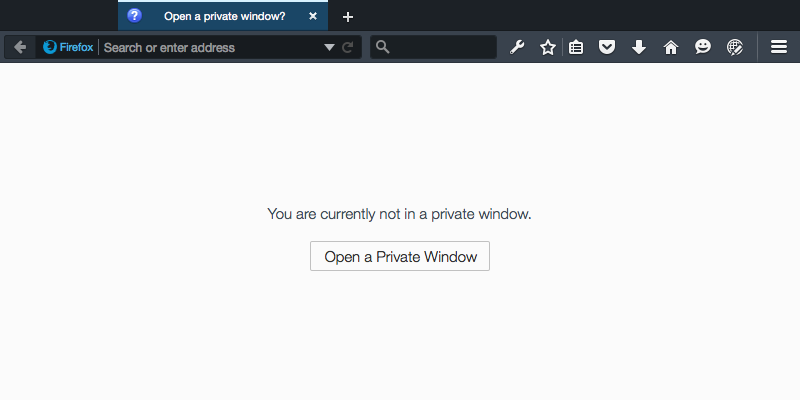 Open a private window?
Firefox
Search or enter address
You are currently not in a private window.
Open a Private Window